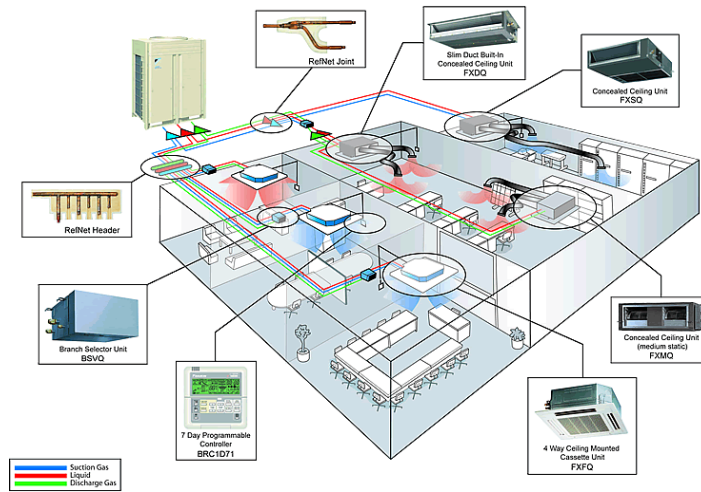 RefNet Joint
Slim Duct Built-In
Concealed Ceiling Unit
FXDQ
Concealed Ceiling Unit
FXSQ
RefNet Header
Branch Selector Unit
BSVQ
7 Day Programmable
Controller
BRC1D71
Concealed Ceiling Unit
(medium static)
FXMQ
4 Way Ceiling Mounted
Cassette Unit
FXFQ
Suction Gas
Liquid
Discharge Gas